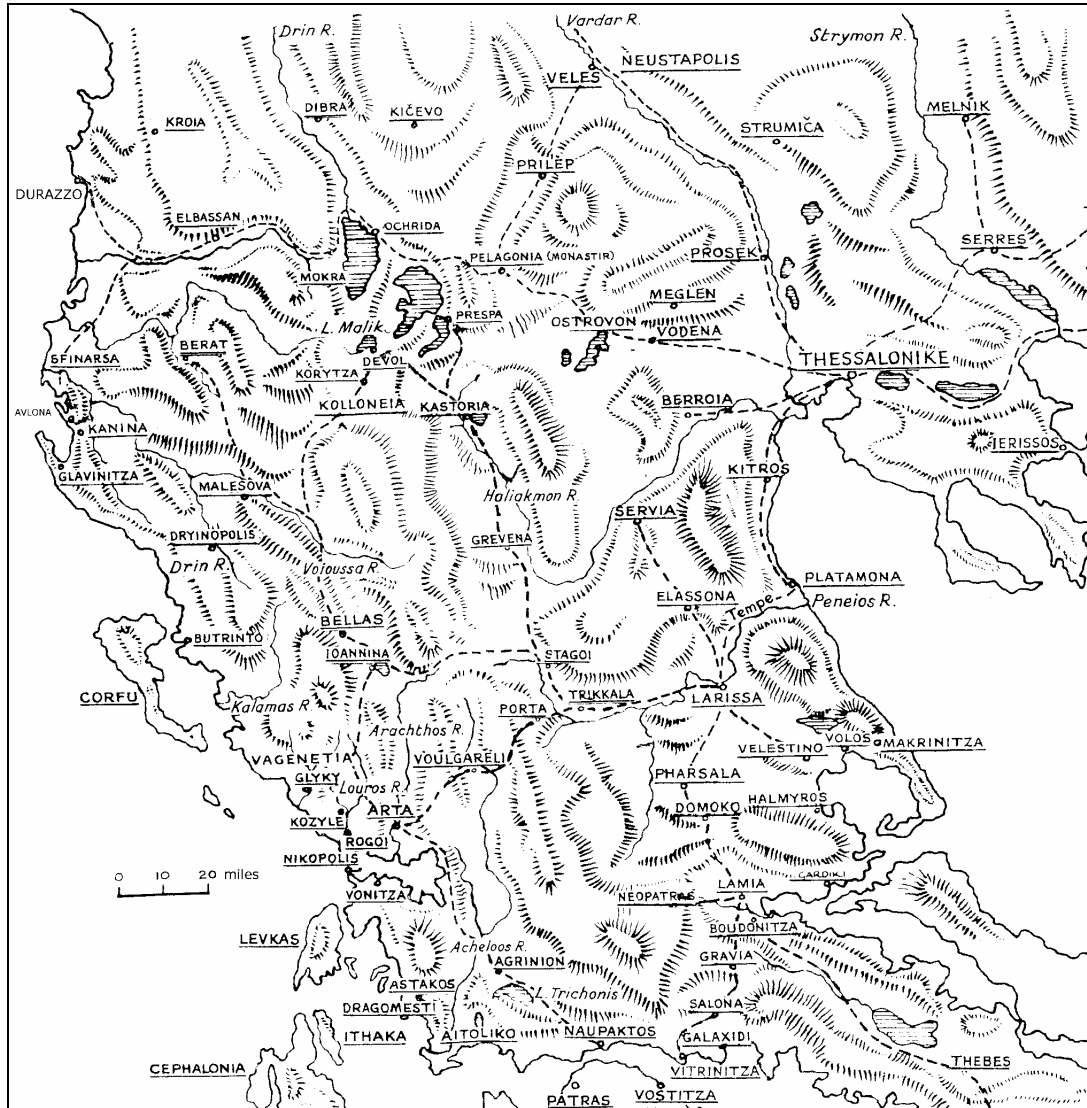 Drin R.
Vardar R.
Strymon R.
NEUSTAPOLIS
VELES
DIBRA
KIČEVO
MELNIK
KROIA
STRUMIČA
PRILEP
DURAZZO
ELBASSAN
OCHRIDA
SERRES
PELAGONIA (MONASTIR)
PROSEK
MOKRA
MEGLEN
PRESPA
OSTROVON
L. Malik
VODENA
SFINARSA
BERAT
DEVOL
THESSALONIKE
KORYTZA
KOLLONEIA
BERROIA
AVLONA
KASTORIA
KANINA
IERISSOS
GLAVINITZA
KITROS
MALESOVA
Haliakmon R.
SERVIA
DRYINOPOLIS
GREVENA
Drin R.
Voioussa R.
PLATAMONA
ELASSONA
Tempe
Peneios R.
BELLAS
BUTRINTO
IOANNINA
STAGOI
CORFU
TRIKKALA
LARISSA
Kalamas R.
PORTA
Arachthos R.
VOLOS
MAKRINITZA
VELESTINO
VAGENETIA
VOULGARELI
GLYKY
PHARSALA
Louros R.
ARTA
HALMYROS
KOZYLE
DOMOKO
ROGOI
NIKOPOLIS
0 10 20 miles
GARDIKI
VONITZA
NEOPATRAS
LAMIA
BOUDONITZA
LEVKAS
Acheloos R.
GRAVIA
AGRINION
ASTAKOS
L. Trichonis
DRAGOMESTI
SALONA
ITHAKA
AITOLIKO
NAUPAKTOS
GALAXIDI
THEBES
CEPHALONIA
VITRINITZA
PATRAS
VOSTITZA